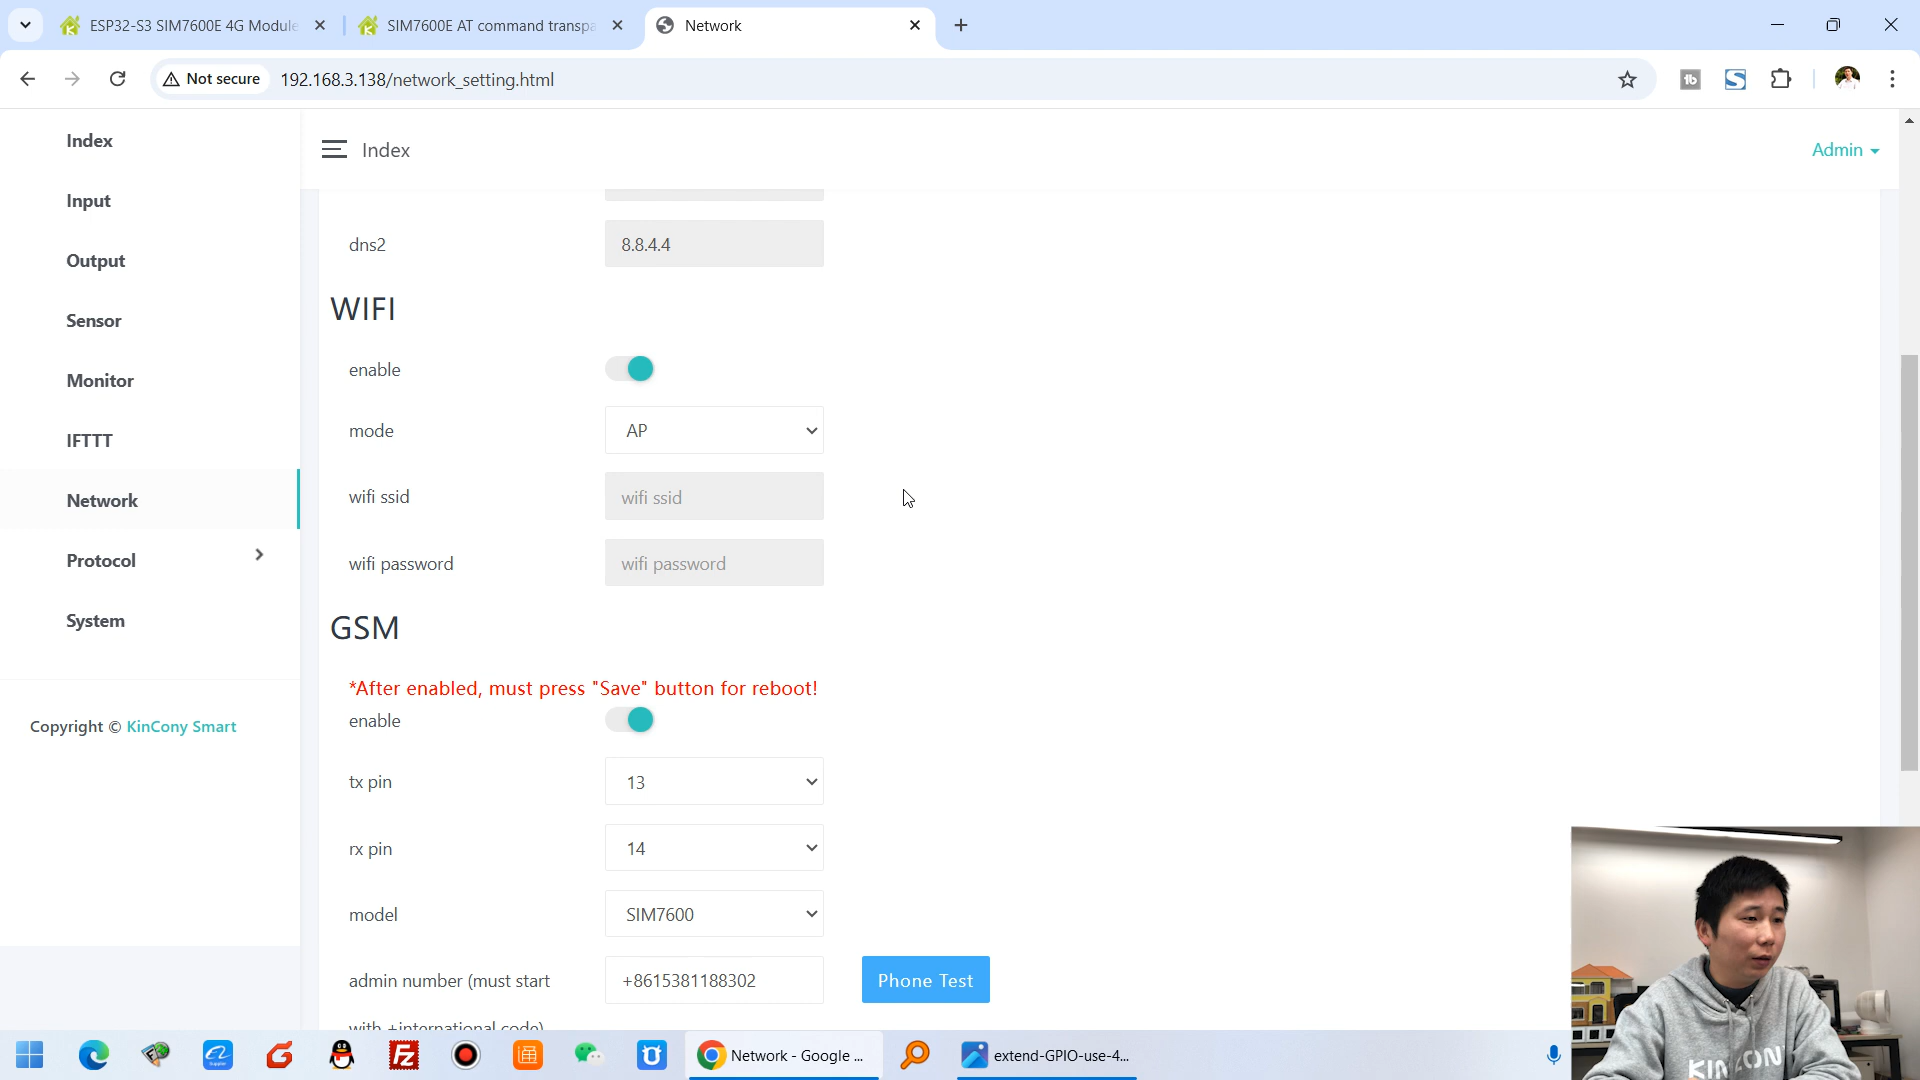 ESP32-S3 SIM7600E 4G Module
SIM7600E AT command transpa
Network
Not secure
192.168.3.138/network_setting.html
Index
Input
Output
Sensor
Monitor
IFTTT
Network
Protocol
System
Copyright © KinCony Smart
Index
Admin
dns2
8.8.4.4
WIFI
enable
mode
AP
wifi ssid
wifi ssid
wifi password
wifi password
GSM
*After enabled, must press "Save" button for reboot!
enable
tx pin
13
rx pin
14
model
SIM7600
admin number (must start
with +international code)
+8615381188302
Phone Test
Network - Google ...
extend-GPIO-use-4...